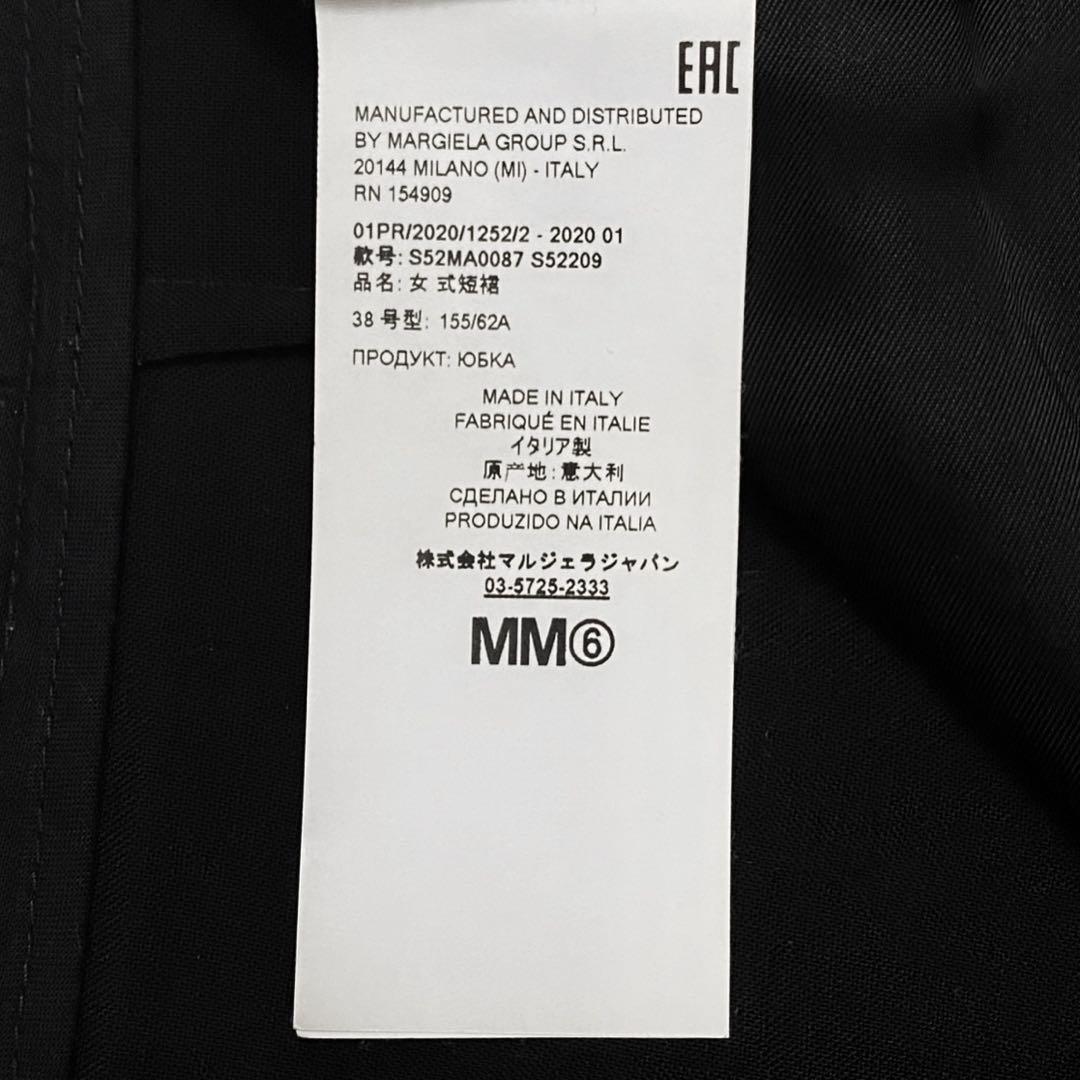 EAC
MANUFACTURED AND DISTRIBUTED
BY MARGIELA GROUP S.R.L.
20144 MILANO (MI) - ITALY
RN 154909
01PR/2020/1252/2 - 2020 01
款号: S52MA0087 S52209
品名: 女 式短裙
38 号型: 155/62A
ПРОДУКТ: ЮБКА
MADE IN ITALY
FABRIQUÉ EN ITALIE
イタリア製
原产地: 意大利
СДЕЛАНО В ИТАЛИИ
PRODUZIDO NA ITALIA
株式会社マルジェラジャパン
03-5725-2333
MM⑥